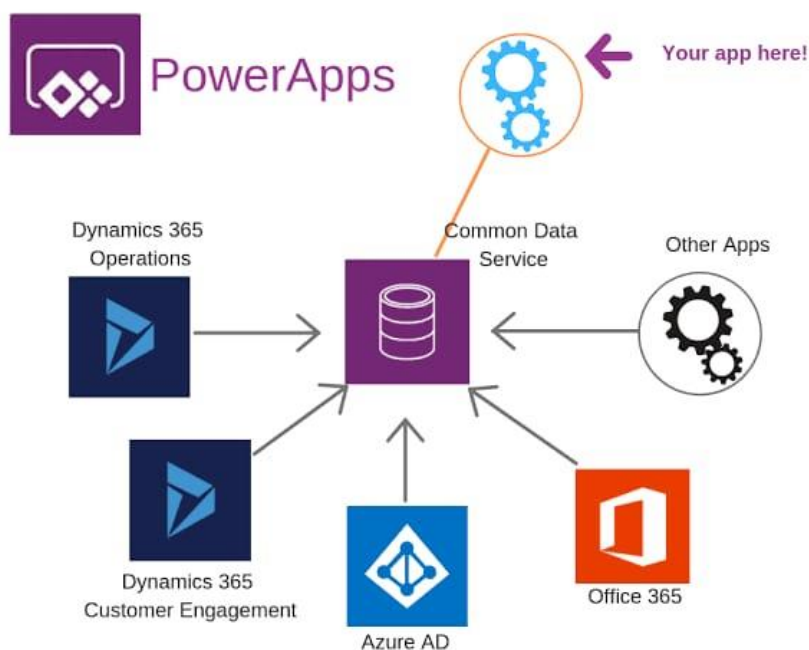 PowerApps
Your app here!
Dynamics 365
Operations
Common Data
Service
Other Apps
Dynamics 365
Customer Engagement
Azure AD
Office 365